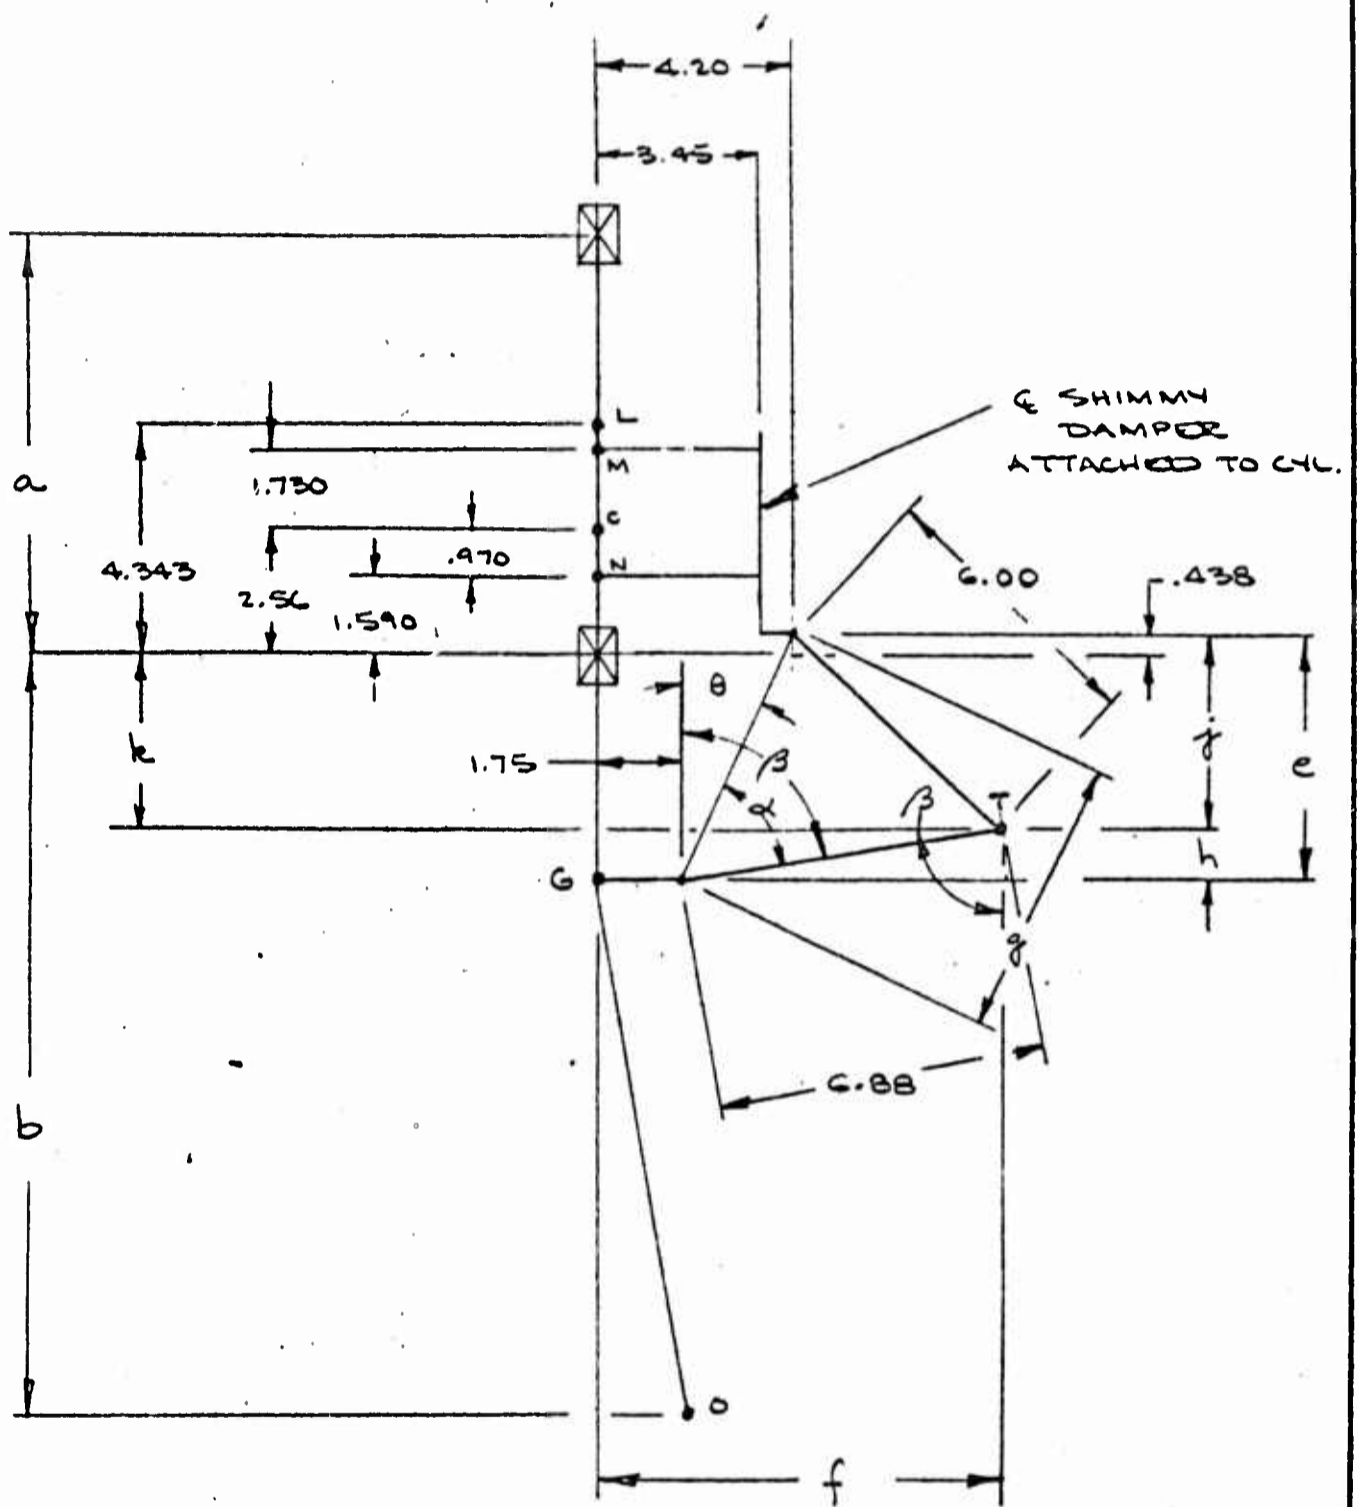 4.20
3.45
L
M
1.730
a
C
.970
N
4.343
2.56
1.590
℄ SHIMMY
DAMPER
ATTACHED TO CYL.
6.00
.438
θ
k
1.75
β
α
β
T
j
e
h
G
g
6.88
b
O
f